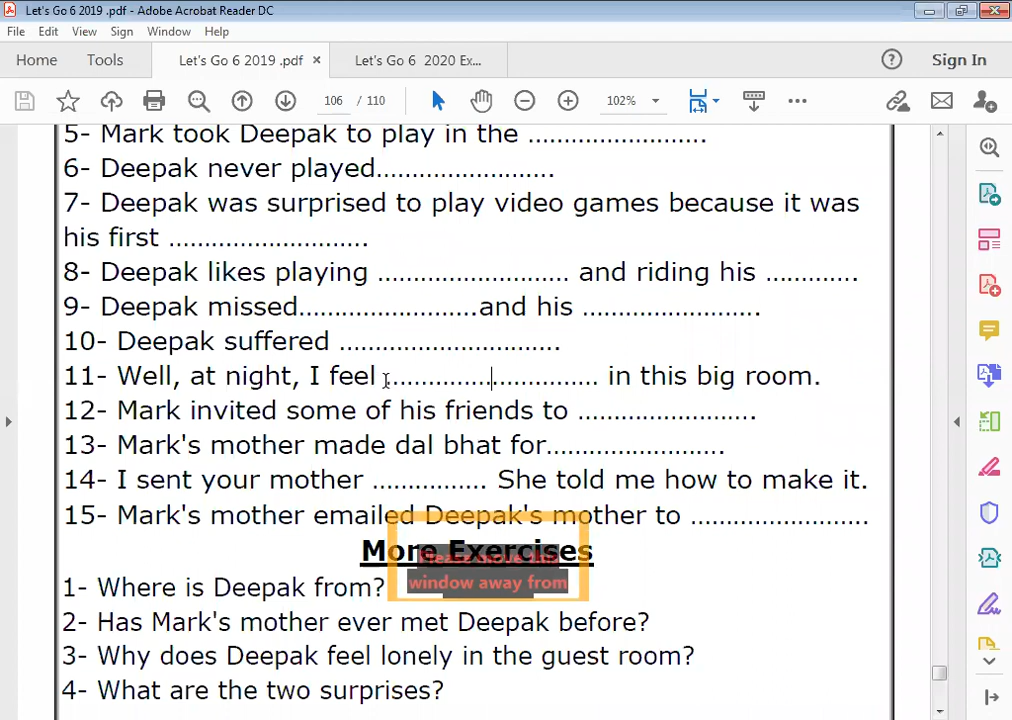 Let's Go 6 2019 .pdf - Adobe Acrobat Reader DC
File Edit View Sign Window Help
Home Tools Let's Go 6 2019 .pdf × Let's Go 6 2020 Ex... Sign In
106 / 110 102%
5- Mark took Deepak to play in the .........................
6- Deepak never played.........................
7- Deepak was surprised to play video games because it was
his first ............................
8- Deepak likes playing ........................... and riding his .............
9- Deepak missed.........................and his .........................
10- Deepak suffered ...............................
11- Well, at night, I feel .............................. in this big room.
12- Mark invited some of his friends to .........................
13- Mark's mother made dal bhat for.........................
14- I sent your mother ................ She told me how to make it.
15- Mark's mother emailed Deepak's mother to .........................
More Exercises
Please move this
window away from
1- Where is Deepak from?
2- Has Mark's mother ever met Deepak before?
3- Why does Deepak feel lonely in the guest room?
4- What are the two surprises?